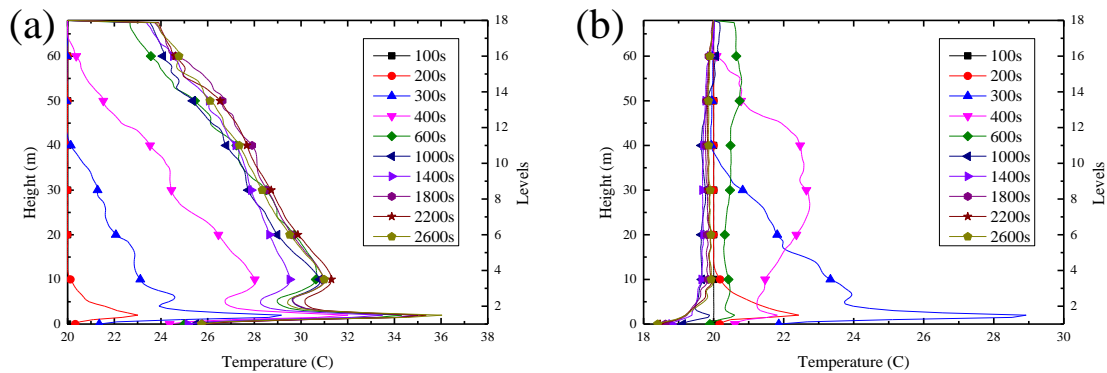 (a)
60
50
40
30
20
10
0
Height (m)
20 22 24 26 28 30 32 34 36 38
Temperature (C)
18
16
14
12
10
8
6
4
2
Levels
100s
200s
300s
400s
600s
1000s
1400s
1800s
2200s
2600s
(b)
60
50
40
30
20
10
0
Height (m)
18 20 22 24 26 28 30
Temperature (C)
18
16
14
12
10
8
6
4
2
Levels
100s
200s
300s
400s
600s
1000s
1400s
1800s
2200s
2600s